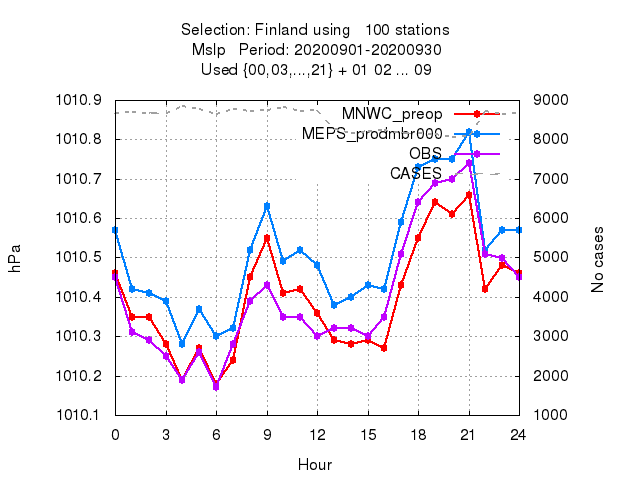 Selection: Finland using   100 stations
Mslp   Period: 20200901-20200930
Used {00,03,...,21} + 01 02 ... 09
1010.9
1010.8
1010.7
1010.6
1010.5
1010.4
1010.3
1010.2
1010.1
hPa
MNWC_preop
MEPS_prodmbr000
OBS
CASES
9000
8000
7000
6000
5000
4000
3000
2000
1000
No cases
0 3 6 9 12 15 18 21 24
Hour